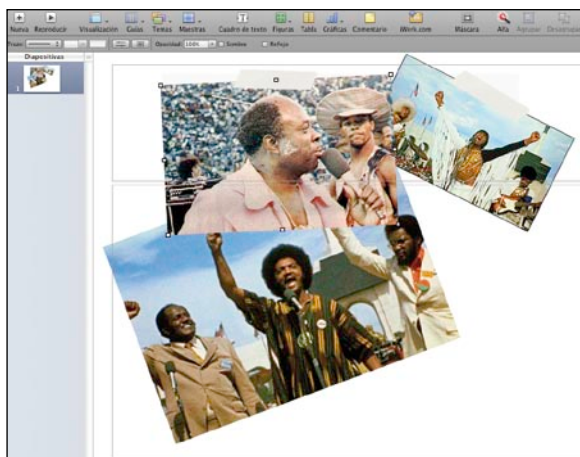 Nueva Reproducir Visualización Guías Temas Maestras Cuadro de texto Figuras Tabla Gráficas Comentario iWork.com Máscara Alfa Agrupar Desagrupar
Trazo: Opacidad: 100% Sombra Reflejo
Diapositivas
1